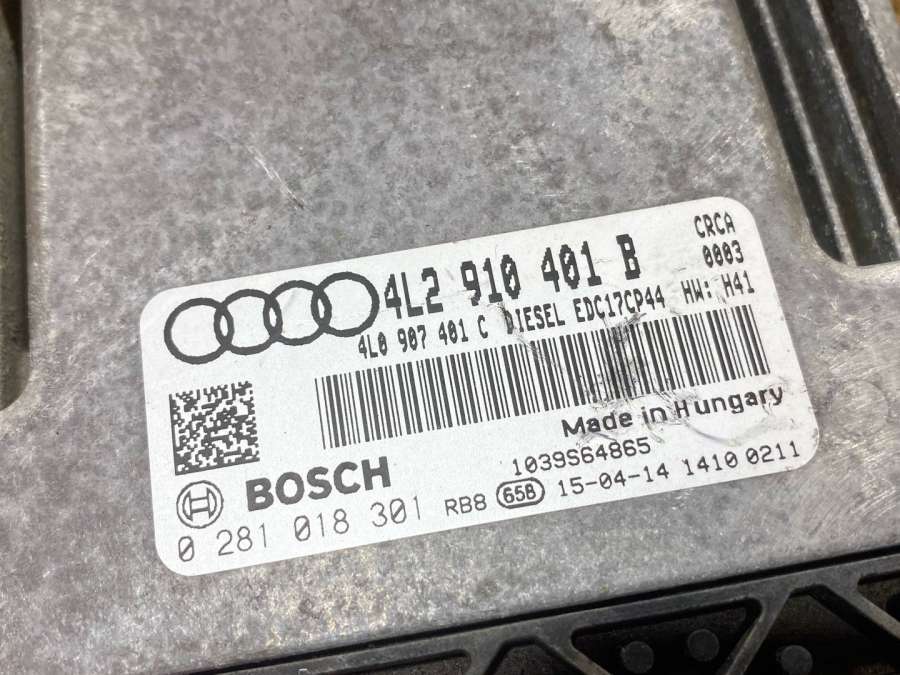 4L2 910 401 B
CRCA
0003
4L0 907 401 C DIESEL EDC17CP44 HW: H41
Made in Hungary
1039S64865
BOSCH
0 281 018 301 RB8 658 15-04-14 1410 0211